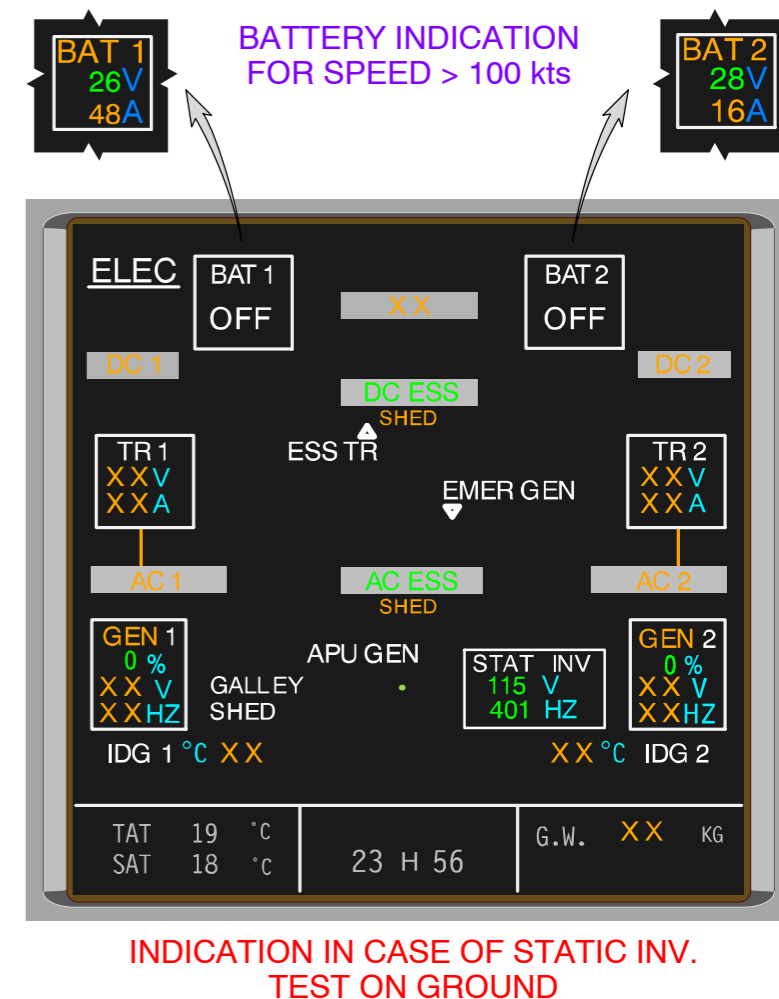 BAT 1
26V
48A
BATTERY INDICATION
FOR SPEED > 100 kts
BAT 2
28V
16A
ELEC
BAT 1
OFF
XX
BAT 2
OFF
DC 1
DC ESS
SHED
DC 2
ESS TR
TR 1
XX V
XX A
EMER GEN
TR 2
XX V
XX A
AC 1
AC ESS
SHED
AC 2
GEN 1
0 %
XX V
XX HZ
GALLEY
SHED
APU GEN
STAT INV
115 V
401 HZ
GEN 2
0 %
XX V
XX HZ
IDG 1 °C XX
XX °C IDG 2
TAT 19 °C
SAT 18 °C
23 H 56
G.W. XX KG
INDICATION IN CASE OF STATIC INV.
TEST ON GROUND